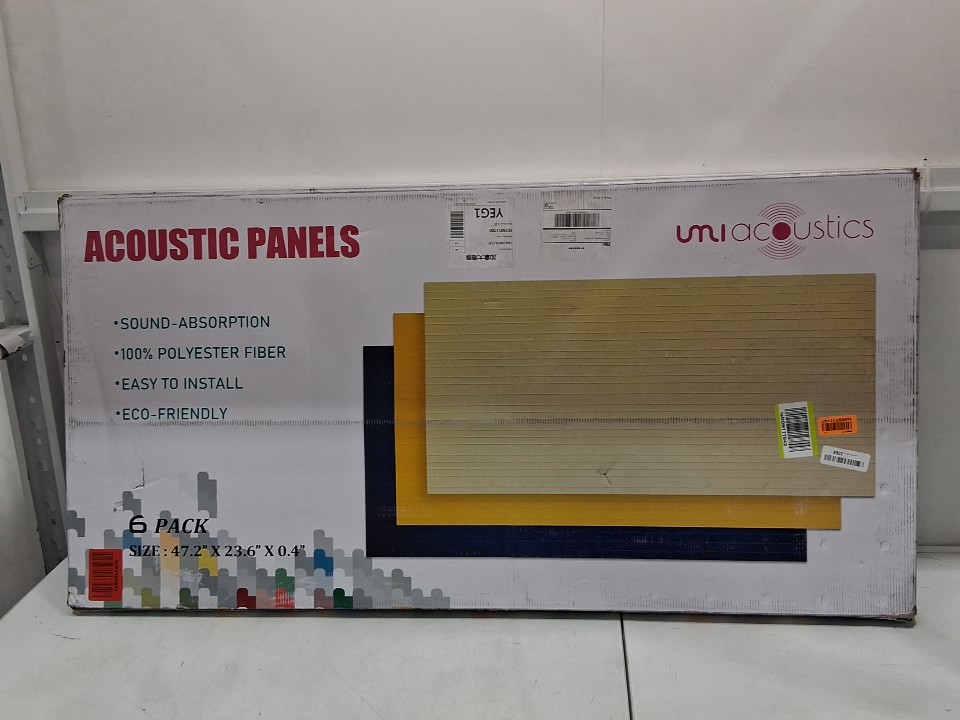 YEG1
ACOUSTIC PANELS
umi acoustics
•SOUND-ABSORPTION
•100% POLYESTER FIBER
•EASY TO INSTALL
•ECO-FRIENDLY
6 PACK
SIZE : 47.2" X 23.6" X 0.4"